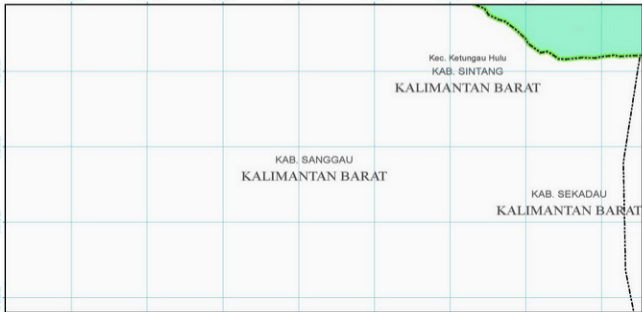 Kec. Ketungau Hulu
KAB. SINTANG
KALIMANTAN BARAT
KAB. SANGGAU
KALIMANTAN BARAT
KAB. SEKADAU
KALIMANTAN BARAT